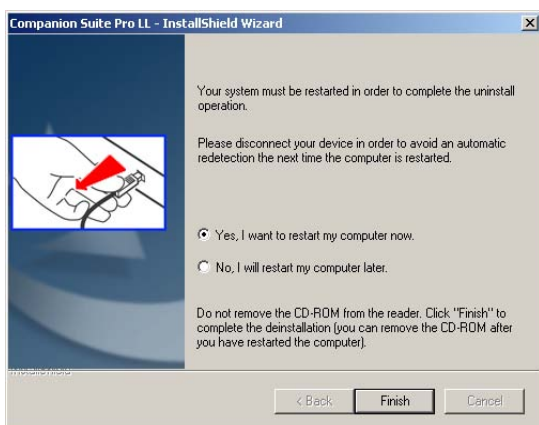 Companion Suite Pro LL - InstallShield Wizard
Your system must be restarted in order to complete the uninstall
operation.
Please disconnect your device in order to avoid an automatic
redetection the next time the computer is restarted.
Yes, I want to restart my computer now.
No, I will restart my computer later.
Do not remove the CD-ROM from the reader. Click "Finish" to
complete the deinstallation (you can remove the CD-ROM after
you have restarted the computer).
InstallShield
< Back
Finish
Cancel